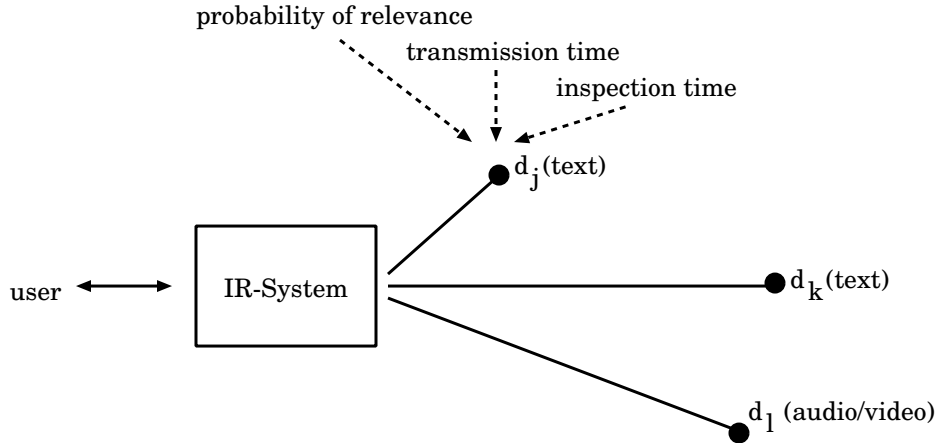 probability of relevance
transmission time
inspection time
d_j (text)
user
IR-System
d_k (text)
d_l (audio/video)